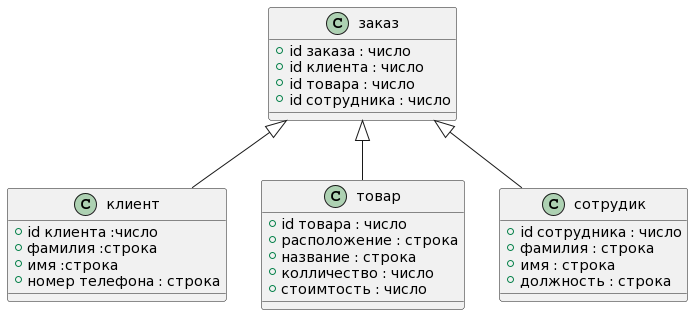 C заказ
id заказа : число
id клиента : число
id товара : число
id сотрудника : число
C клиент
id клиента :число
фамилия :строка
имя :строка
номер телефона : строка
C товар
id товара : число
расположение : строка
название : строка
колличество : число
стоимтость : число
C сотрудик
id сотрудника : число
фамилия : строка
имя : строка
должность : строка